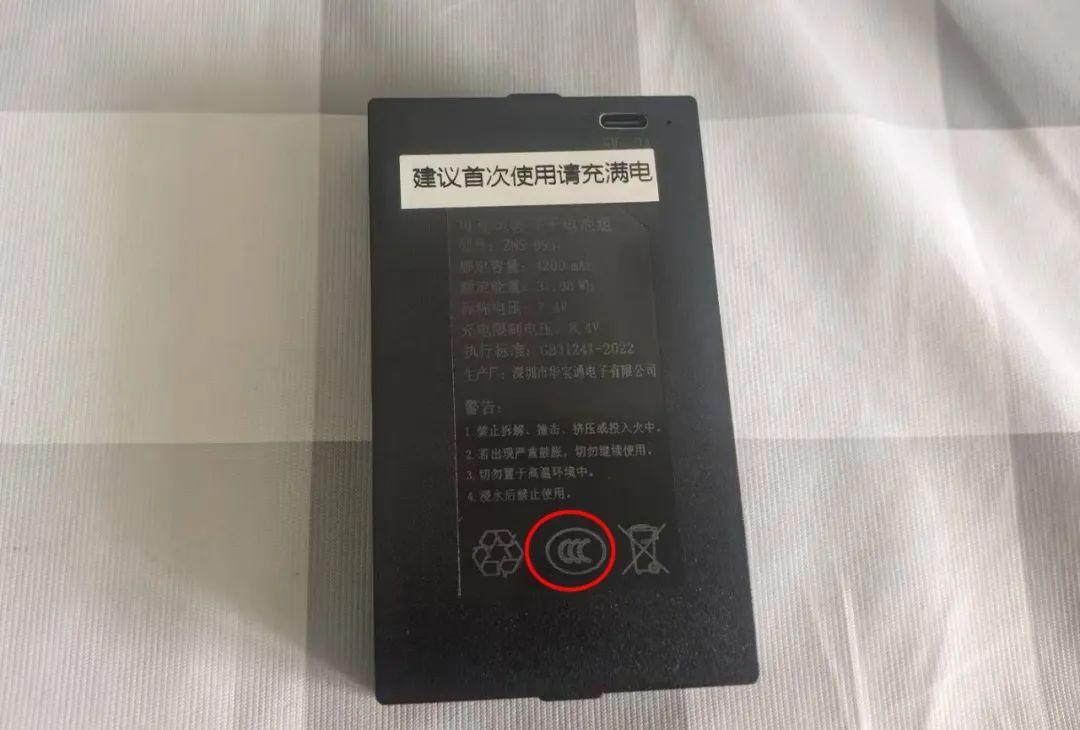 建议首次使用请充满电
电池组
额定容量：4200 mAh
额定能量：31.08 Wh
标称电压：7.4V
充电限制电压：8.4V
执行标准：GB31241-2022
生产厂：深圳市华宝通电子有限公司
警告：
1.禁止拆解、撞击、挤压或投入火中。
2.若出现严重鼓胀，切勿继续使用。
3.切勿置于高温环境中。
4.浸水后禁止使用。
CCC